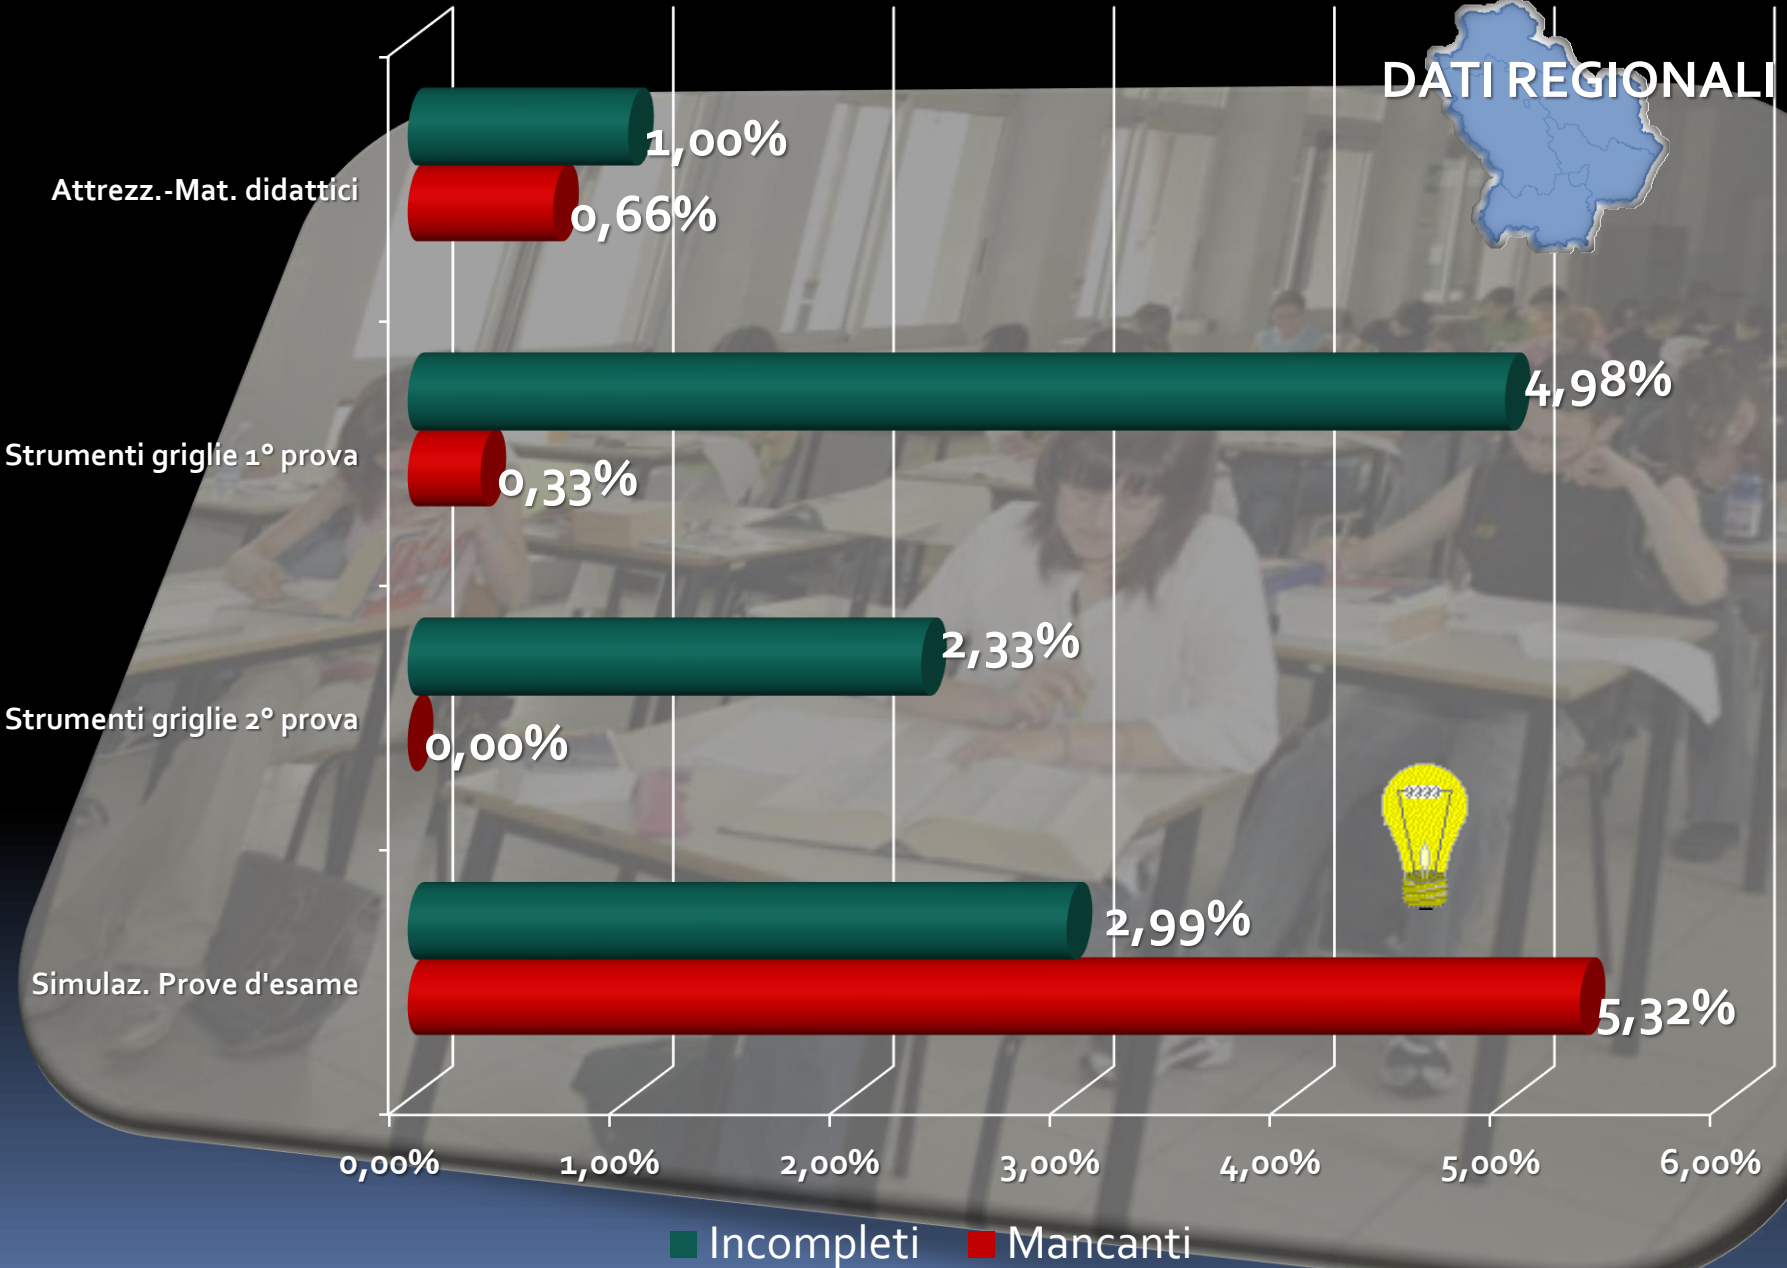 DATI REGIONALI
1,00%
Attrezz.-Mat. didattici
0,66%
4,98%
Strumenti griglie 1° prova
0,33%
2,33%
Strumenti griglie 2° prova
0,00%
2,99%
Simulaz. Prove d'esame
5,32%
0,00% 1,00% 2,00% 3,00% 4,00% 5,00% 6,00%
Incompleti Mancanti